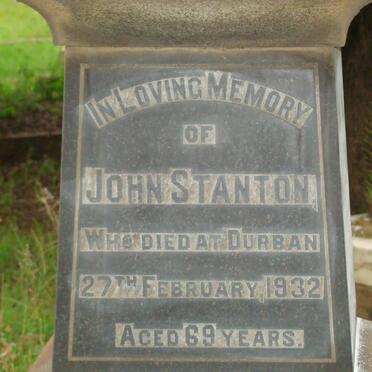 IN LOVING MEMORY
OF
JOHN STANTON,
WHO DIED AT DURBAN
27TH FEBRUARY, 1932
AGED 69 YEARS.